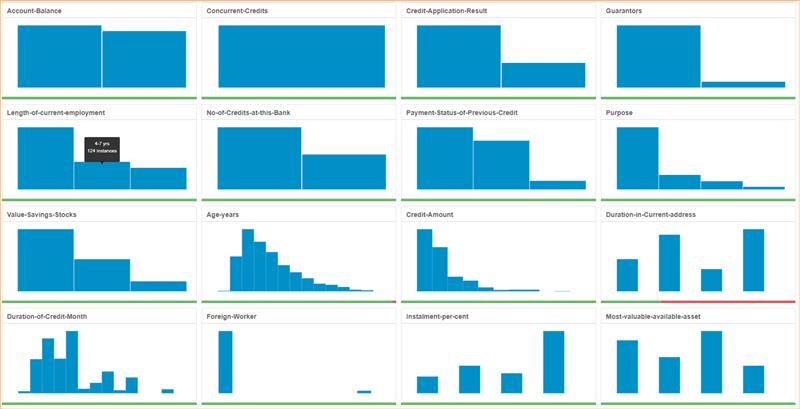 Account-Balance
Concurrent-Credits
Credit-Application-Result
Guarantors
Length-of-current-employment
No-of-Credits-at-this-Bank
Payment-Status-of-Previous-Credit
Purpose
4-7 yrs
124 instances
Value-Savings-Stocks
Age-years
Credit-Amount
Duration-in-Current-address
Duration-of-Credit-Month
Foreign-Worker
Instalment-per-cent
Most-valuable-available-asset